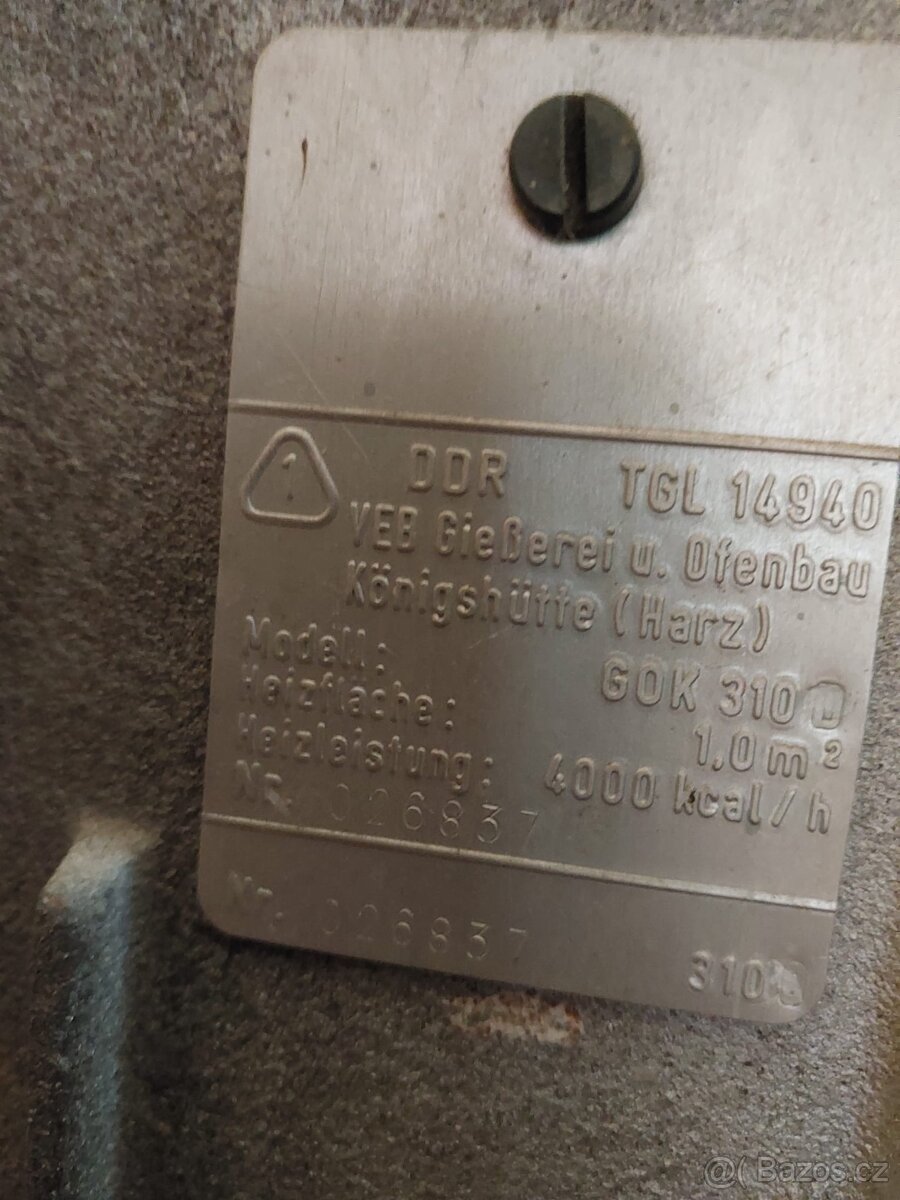 1 DDR TGL 14940
VEB Gießerei u. Ofenbau
Königshütte (Harz)
Modell: GOK 310
Heizfläche: 1.0 m²
Heizleistung: 4000 kcal/h
Nr. 026837
Nr. 026837
310
@( Bazos.cz